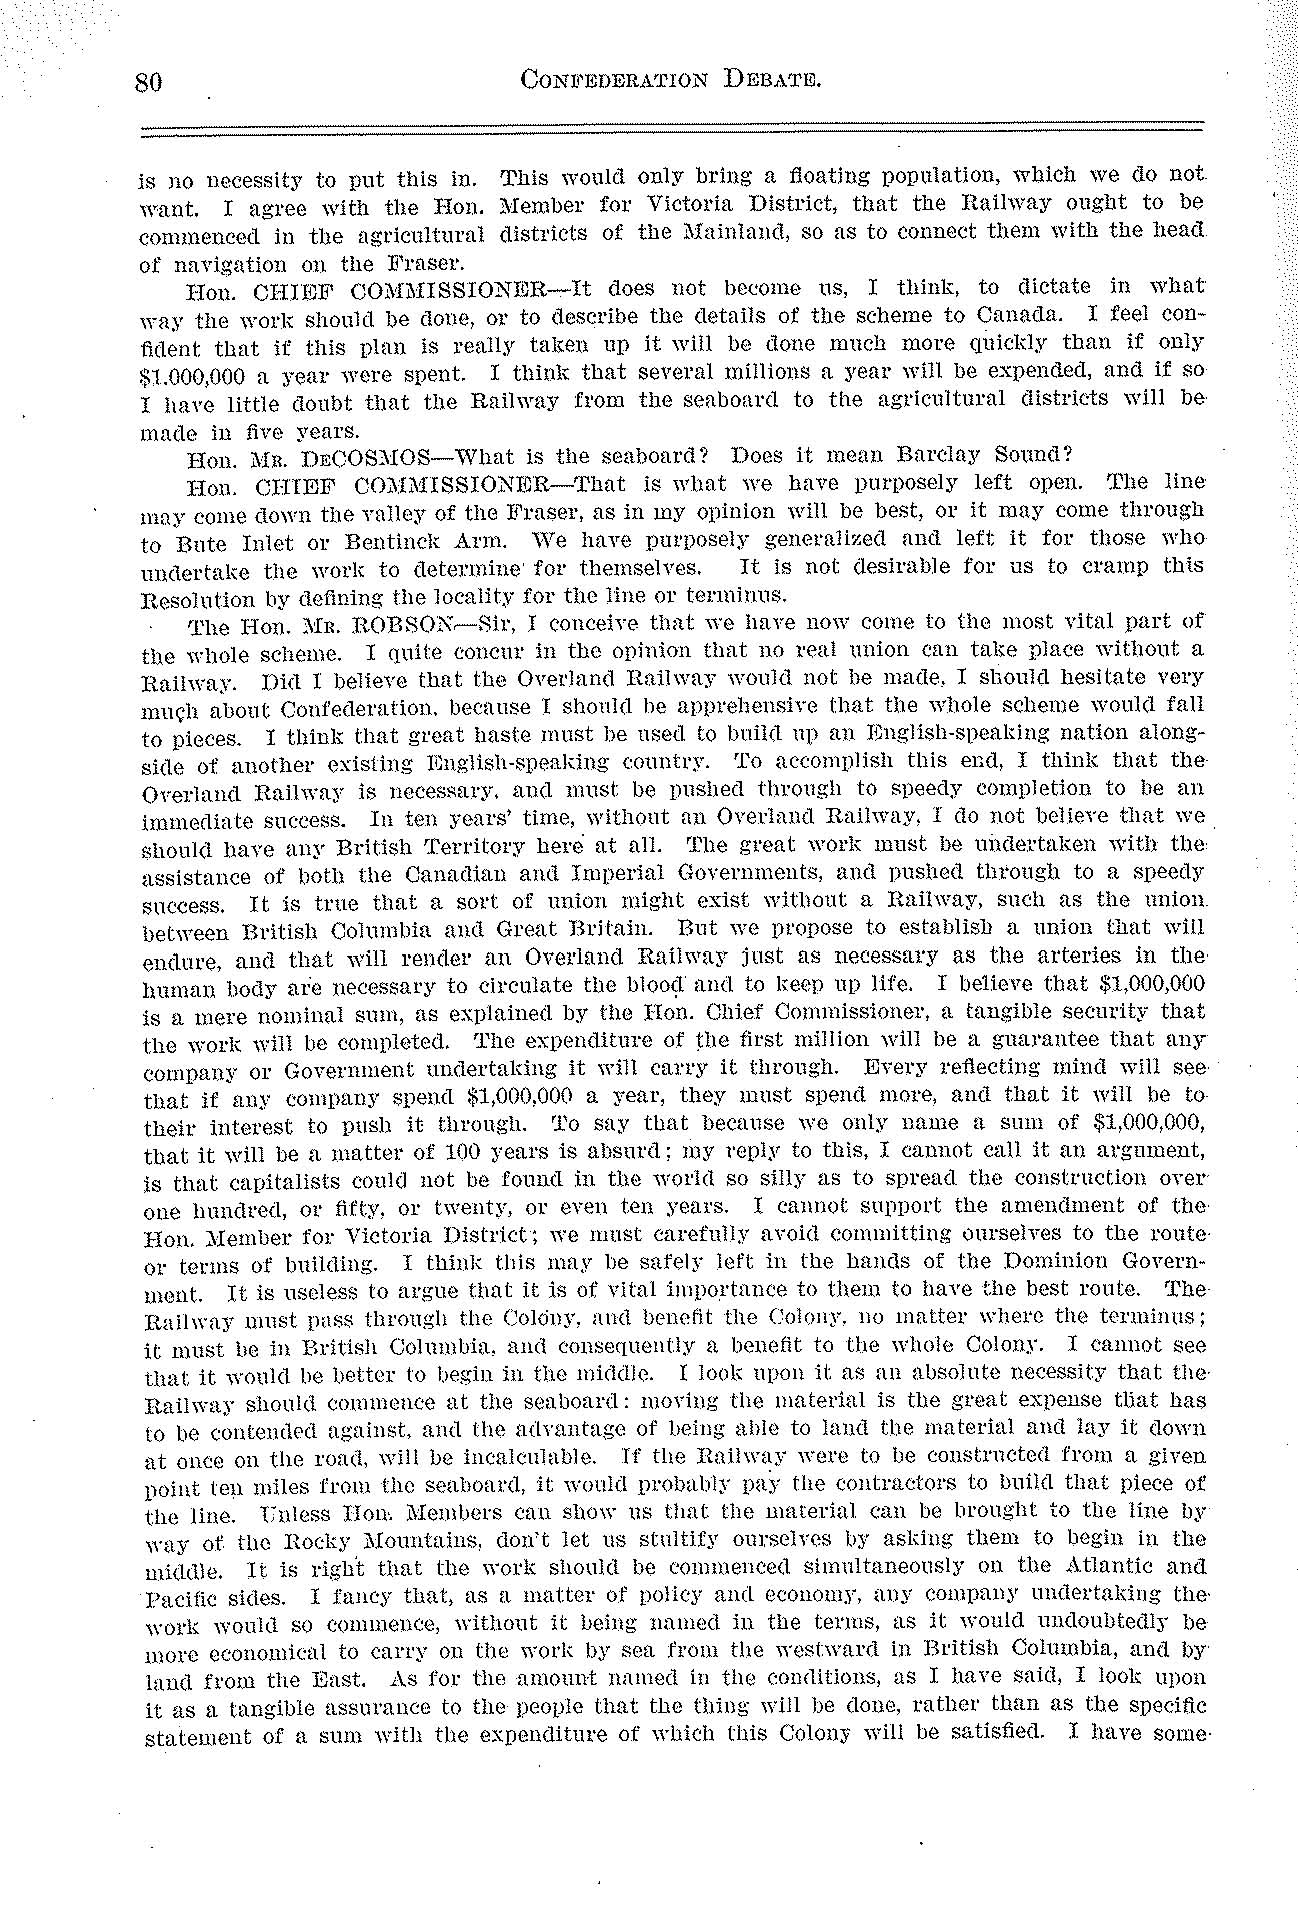 80
CONFEDERATION DEBATE.
is no necessity to put this in. This would only bring a floating population, which we do not
want. I agree with the Hon. Member for Victoria District, that the Railway ought to be
commenced in the agricultural districts of the Mainland, so as to connect them with the head
of navigation on the Fraser.
Hon. CHIEF COMMISSIONER—It does not become us, I think, to dictate in what
way the work should be done, or to describe the details of the scheme to Canada. I feel con-
fident that if this plan is really taken up it will be done much more quickly than if only
$1,000,000 a year were spent. I think that several millions a year will be expended, and if so
I have little doubt that the Railway from the seaboard to the agricultural districts will be
made in five years.
Hon. MR. DECOSMOS—What is the seaboard? Does it mean Barclay Sound?
Hon. CHIEF COMMISSIONER—That is what we have purposely left open. The line
may come down the valley of the Fraser, as in my opinion will be best, or it may come through
to Bute Inlet or Bentinck Arm. We have purposely generalized and left it for those who
undertake the work to determine for themselves. It is not desirable for us to cramp this
Resolution by defining the locality for the line or terminus.
The Hon. MR. ROBSON—Sir, I conceive that we have now come to the most vital part of
the whole scheme. I quite concur in the opinion that no real union can take place without a
Railway. Did I believe that the Overland Railway would not be made, I should hesitate very
much about Confederation, because I should be apprehensive that the whole scheme would fall
to pieces. I think that great haste must be used to build up an English-speaking nation along-
side of another existing English-speaking country. To accomplish this end, I think that the
Overland Railway is necessary, and must be pushed through to speedy completion to be an
immediate success. In ten years' time, without an Overland Railway, I do not believe that we
should have any British Territory here at all. The great work must be undertaken with the
assistance of both the Canadian and Imperial Governments, and pushed through to a speedy
success. It is true that a sort of union might exist without a Railway, such as the union
between British Columbia and Great Britain. But we propose to establish a union that will
endure, and that will render an Overland Railway just as necessary as the arteries in the
human body are necessary to circulate the blood and to keep up life. I believe that $1,000,000
is a mere nominal sum, as explained by the Hon. Chief Commissioner, a tangible security that
the work will be completed. The expenditure of the first million will be a guarantee that any
company or Government undertaking it will carry it through. Every reflecting mind will see
that if any company spend $1,000,000 a year, they must spend more, and that it will be to
their interest to push it through. To say that because we only name a sum of $1,000,000,
that it will be a matter of 100 years is absurd; my reply to this, I cannot call it an argument,
is that capitalists could not be found in the world so silly as to spread the construction over
one hundred, or fifty, or twenty, or even ten years. I cannot support the amendment of the
Hon. Member for Victoria District; we must carefully avoid committing ourselves to the route
or terms of building. I think this may be safely left in the hands of the Dominion Govern-
ment. It is useless to argue that it is of vital importance to them to have the best route. The
Railway must pass through the Colony, and benefit the Colony, no matter where the terminus;
it must be in British Columbia, and consequently a benefit to the whole Colony. I cannot see
that it would be better to begin in the middle. I look upon it as an absolute necessity that the
Railway should commence at the seaboard: moving the material is the great expense that has
to be contended against, and the advantage of being able to land the material and lay it down
at once on the road, will be incalculable. If the Railway were to be constructed from a given
point ten miles from the seaboard, it would probably pay the contractors to build that piece of
the line. Unless Hon. Members can show us that the material can be brought to the line by
way of the Rocky Mountains, don't let us stultify ourselves by asking them to begin in the
middle. It is right that the work should be commenced simultaneously on the Atlantic and
Pacific sides. I fancy that, as a matter of policy and economy, any company undertaking the
work would so commence, without it being named in the terms, as it would undoubtedly be
more economical to carry on the work by sea from the westward in British Columbia, and by
land from the East. As for the amount named in the conditions, as I have said, I look upon
it as a tangible assurance to the people that the thing will be done, rather than as the specific
statement of a sum with the expenditure of which this Colony will be satisfied. I have some